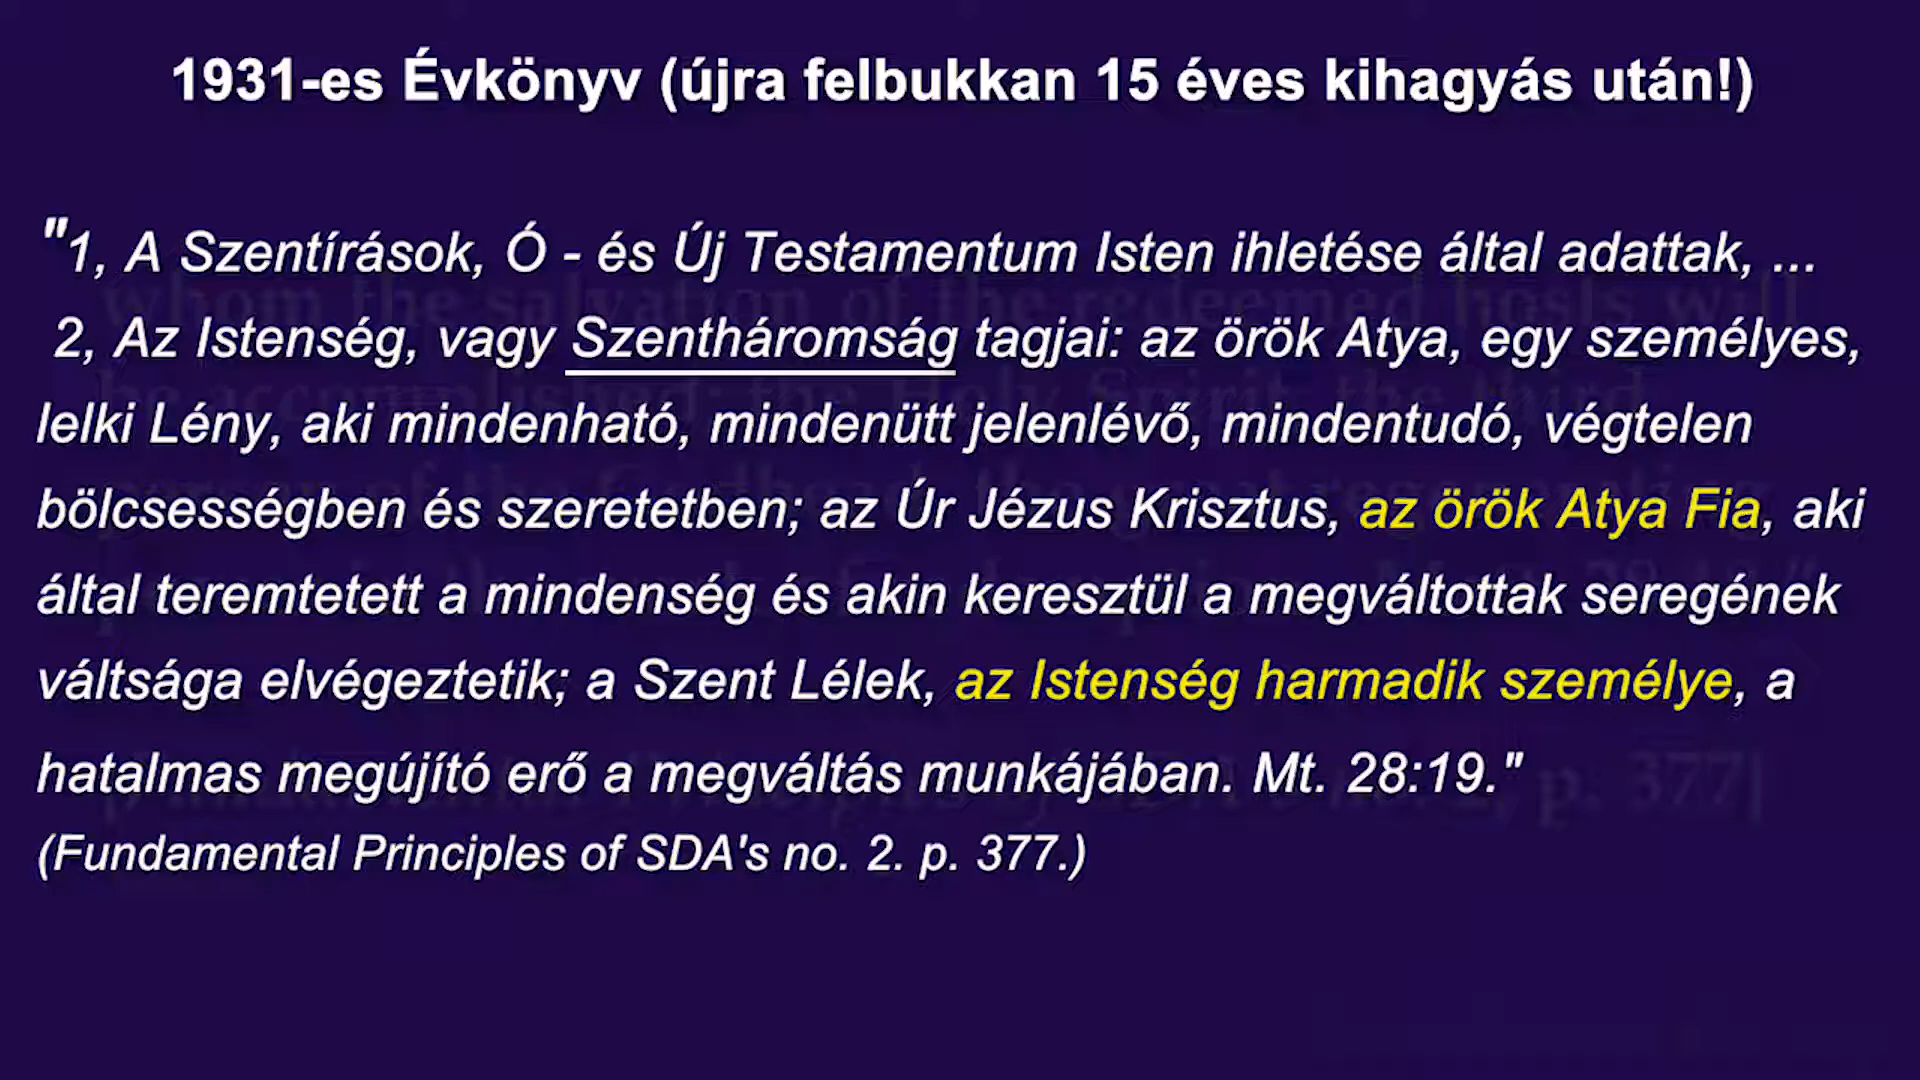 1931-es Évkönyv (újra felbukkan 15 éves kihagyás után!)
"1, A Szentírások, Ó - és Új Testamentum Isten ihletése által adattak, ...
2, Az Istenség, vagy Szentháromság tagjai: az örök Atya, egy személyes,
lelki Lény, aki mindenható, mindenütt jelenlévő, mindentudó, végtelen
bölcsességben és szeretetben; az Úr Jézus Krisztus, az örök Atya Fia, aki
által teremtetett a mindenség és akin keresztül a megváltottak seregének
váltsága elvégeztetik; a Szent Lélek, az Istenség harmadik személye, a
hatalmas megújító erő a megváltás munkájában. Mt. 28:19."
(Fundamental Principles of SDA's no. 2. p. 377.)